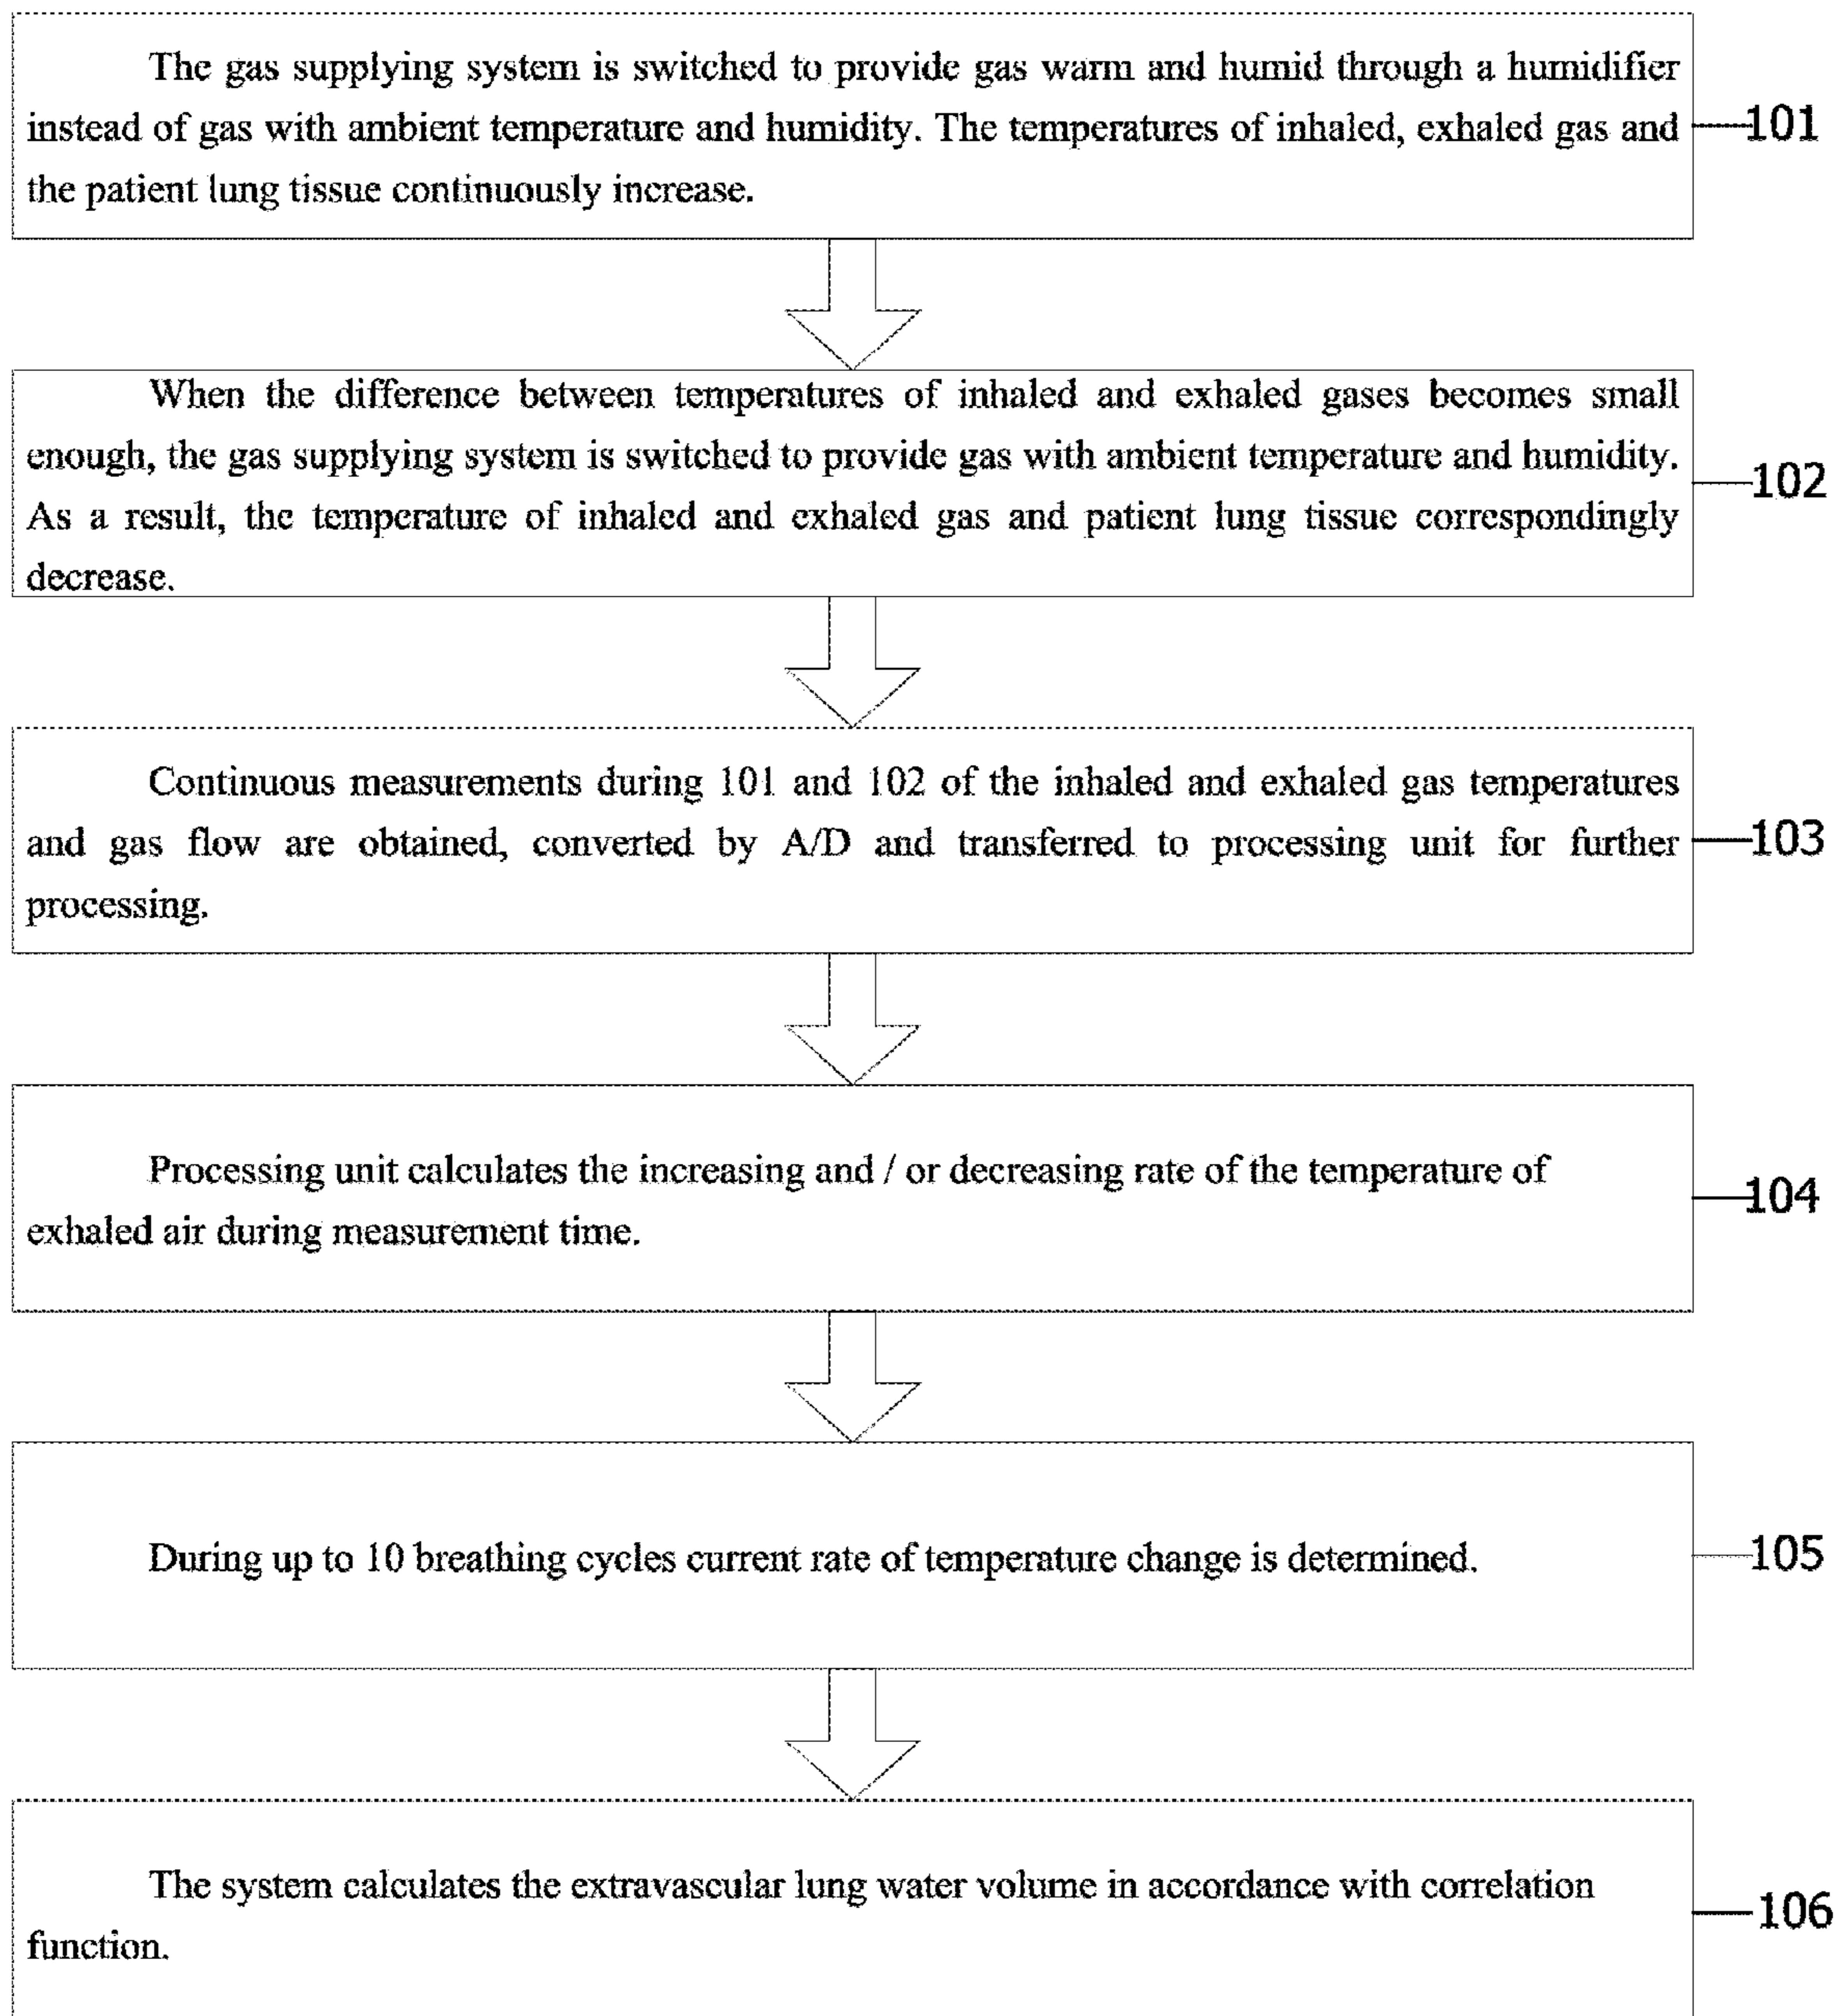 The gas supplying system is switched to provide gas warm and humid through a humidifier
instead of gas with ambient temperature and humidity. The temperatures of inhaled, exhaled gas and
the patient lung tissue continuously increase.
101
When the difference between temperatures of inhaled and exhaled gases becomes small
enough, the gas supplying system is switched to provide gas with ambient temperature and humidity.
As a result, the temperature of inhaled and exhaled gas and patient lung tissue correspondingly
decrease.
102
Continuous measurements during 101 and 102 of the inhaled and exhaled gas temperatures
and gas flow are obtained, converted by A/D and transferred to processing unit for further
processing.
103
Processing unit calculates the increasing and / or decreasing rate of the temperature of
exhaled air during measurement time.
104
During up to 10 breathing cycles current rate of temperature change is determined.
105
The system calculates the extravascular lung water volume in accordance with correlation
function.
106